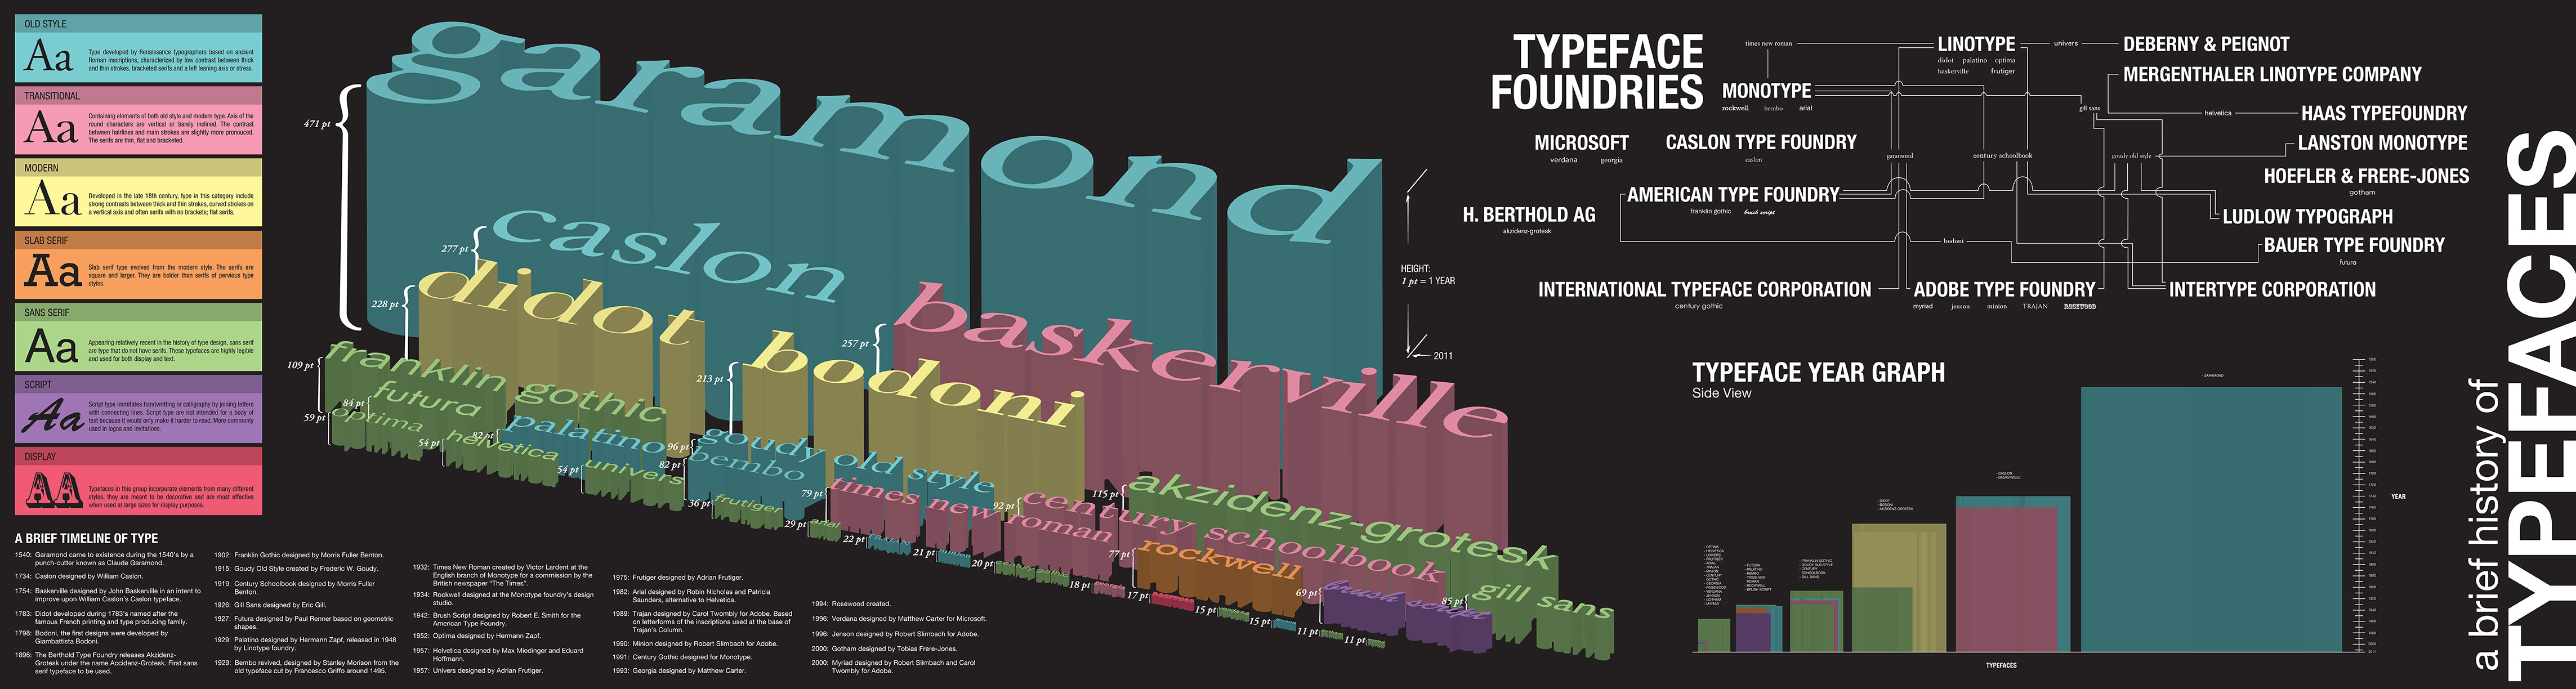 OLD STYLE
Aa
Type developed by Renaissance typographers based on ancient
Roman inscriptions, characterized by low contrast between thick
and thin strokes, bracketed serifs and a left leaning axis or stress.
TRANSITIONAL
Aa
Containing elements of both old style and modern type. Axis of the
round characters are vertical or barely inclined. The contrast
between hairlines and main strokes are slightly more pronouced.
The serifs are thin, flat and bracketed.
MODERN
Aa
Developed in the late 18th century, type in this category include
strong contrasts between thick and thin strokes, curved strokes on
a vertical axis and often serifs with no brackets; flat serifs.
SLAB SERIF
Aa
Slab serif type evolved from the modern style. The serifs are
square and larger. They are bolder than serifs of pervious type
styles.
SANS SERIF
Aa
Appearing relatively recent in the history of type design, sans serif
are type that do not have serifs. These typefaces are highly legible
and used for both display and text.
SCRIPT
Aa
Script type immitates handwritting or calligraphy by joining letters
with connecting lines. Script type are not intended for a body of
text because it would only make it harder to read. More commonly
used in logos and invitations.
DISPLAY
AA
Typefaces in this group incorporate elements from many different
styles, they are meant to be decorative and are most effective
when used at large sizes for display purposes.
A BRIEF TIMELINE OF TYPE
1540: Garamond came to existence during the 1540's by a
punch-cutter known as Claude Garamond.
1734: Caslon designed by William Caslon.
1754: Baskerville designed by John Baskerville in an intent to
improve upon William Caslon's Caslon typeface.
1783: Didot developed during 1783's named after the
famous French printing and type producing family.
1798: Bodoni, the first designs were developed by
Giambattista Bodoni.
1896: The Berthold Type Foundry releases Akzidenz-
Grotesk under the name Accidenz-Grotesk. First sans
serif typeface to be used.
1902: Franklin Gothic designed by Morris Fuller Benton.
1915: Goudy Old Style designed by Frederic W. Goudy.
1919: Century Schoolbook designed by Morris Fuller
Benton.
1926: Gill Sans designed by Eric Gill.
1927: Futura designed by Paul Renner based on geometric
shapes.
1929: Palatino designed by Hermann Zapf, released in 1948
by Linotype foundry.
1929: Bembo revived, designed by Stanley Morison from the
old typeface cut by Francesco Griffo around 1495.
1932: Times New Roman created by Victor Lardent at the
English branch of Monotype for a commission by the
British newspaper "The Times".
1934: Rockwell designed at the Monotype foundry's design
studio.
1942: Brush Script designed by Robert E. Smith for the
American Type Foundry.
1952: Optima designed by Hermann Zapf.
1957: Helvetica designed by Max Miedinger and Eduard
Hoffmann.
1957: Univers designed by Adrian Frutiger.
1975: Frutiger designed by Adrian Frutiger.
1982: Arial designed by Robin Nicholas and Patricia
Saunders, alternative to Helvetica.
1989: Trajan designed by Carol Twombly for Adobe. Based
on letterforms of the inscriptions used at the base of
Trajan's Column.
1990: Minion designed by Robert Slimbach for Adobe.
1991: Century Gothic designed for Monotype.
1993: Georgia designed by Matthew Carter.
1994: Rosewood created.
1996: Verdana designed by Matthew Carter for Microsoft.
1996: Jenson designed by Robert Slimbach for Adobe.
2000: Gotham designed by Tobias Frere-Jones.
2000: Myriad designed by Robert Slimbach and Carol
Twombly for Adobe.
471 pt
garamond
277 pt
caslon
228 pt
didot
257 pt
baskerville
213 pt
bodoni
109 pt
franklin gothic
84 pt
futura
59 pt
optima
54 pt
helvetica
82 pt
palatino
54 pt
univers
96 pt
goudy old style
82 pt
bembo
36 pt
frutiger
79 pt
times new roman
29 pt
arial
92 pt
century schoolbook
115 pt
akzidenz-grotesk
77 pt
rockwell
69 pt
brush script
85 pt
gill sans
22 pt
21 pt
20 pt
18 pt
17 pt
15 pt
15 pt
11 pt
11 pt
HEIGHT:
1 pt = 1 YEAR
2011
TYPEFACE
FOUNDRIES
times new roman
LINOTYPE
didot palatino optima
baskerville frutiger
univers
DEBERNY & PEIGNOT
MERGENTHALER LINOTYPE COMPANY
MONOTYPE
rockwell bembo arial
gill sans
helvetica
HAAS TYPEFOUNDRY
MICROSOFT
verdana georgia
CASLON TYPE FOUNDRY
caslon
garamond
century schoolbook
goudy old style
LANSTON MONOTYPE
HOEFLER & FRERE-JONES
gotham
AMERICAN TYPE FOUNDRY
franklin gothic brush script
H. BERTHOLD AG
akzidenz-grotesk
LUDLOW TYPOGRAPH
bodoni
BAUER TYPE FOUNDRY
futura
INTERNATIONAL TYPEFACE CORPORATION
century gothic
ADOBE TYPE FOUNDRY
myriad jenson minion TRAJAN ROSEWOOD
INTERTYPE CORPORATION
TYPEFACE YEAR GRAPH
Side View
- GARAMOND
- CASLON
- BASKERVILLE
- DIDOT
- BODONI
- AKZIDENZ-GROTESK
- FRANKLIN GOTHIC
- GOUDY OLD STYLE
- CENTURY
SCHOOLBOOK
- GILL SANS
- FUTURA
- PALATINO
- BEMBO
- TIMES NEW
ROMAN
- ROCKWELL
- BRUSH SCRIPT
- OPTIMA
- HELVETICA
- UNIVERS
- FRUTIGER
- ARIAL
- TRAJAN
- MINION
- CENTURY
GOTHIC
- GEORGIA
- ROSEWOOD
- VERDANA
- JENSON
- GOTHAM
- MYRIAD
YEAR
TYPEFACES
a brief history of
TYPEFACES